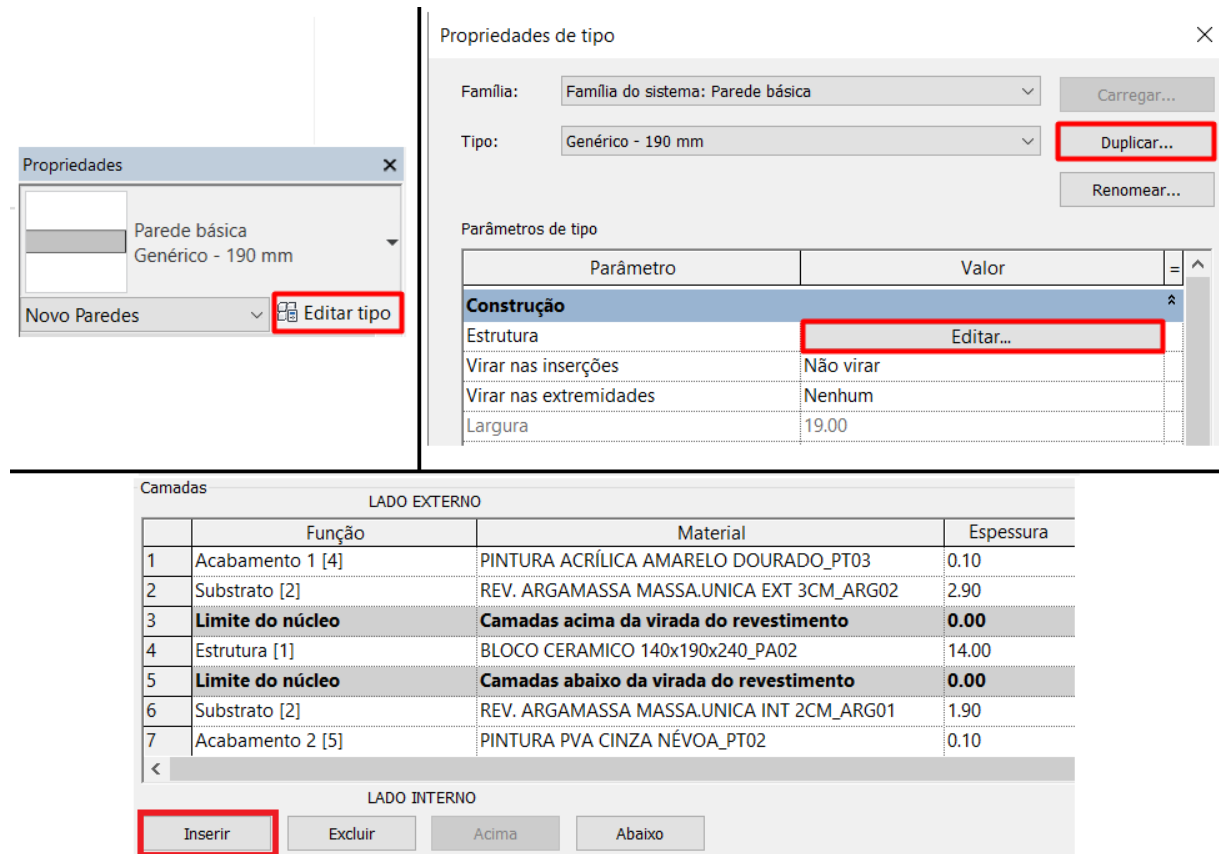 Propriedades
Parede básica
Genérico - 190 mm
Novo Paredes Editar tipo
Propriedades de tipo
Família: Família do sistema: Parede básica Carregar...
Tipo: Genérico - 190 mm Duplicar...
Renomear...
Parâmetros de tipo
Parâmetro Valor =
Construção
Estrutura Editar...
Virar nas inserções Não virar
Virar nas extremidades Nenhum
Largura 19.00
Camadas
LADO EXTERNO
Função Material Espessura
1 Acabamento 1 [4] PINTURA ACRÍLICA AMARELO DOURADO_PT03 0.10
2 Substrato [2] REV. ARGAMASSA MASSA.UNICA EXT 3CM_ARG02 2.90
3 Limite do núcleo Camadas acima da virada do revestimento 0.00
4 Estrutura [1] BLOCO CERAMICO 140x190x240_PA02 14.00
5 Limite do núcleo Camadas abaixo da virada do revestimento 0.00
6 Substrato [2] REV. ARGAMASSA MASSA.UNICA INT 2CM_ARG01 1.90
7 Acabamento 2 [5] PINTURA PVA CINZA NÉVOA_PT02 0.10
LADO INTERNO
Inserir Excluir Acima Abaixo